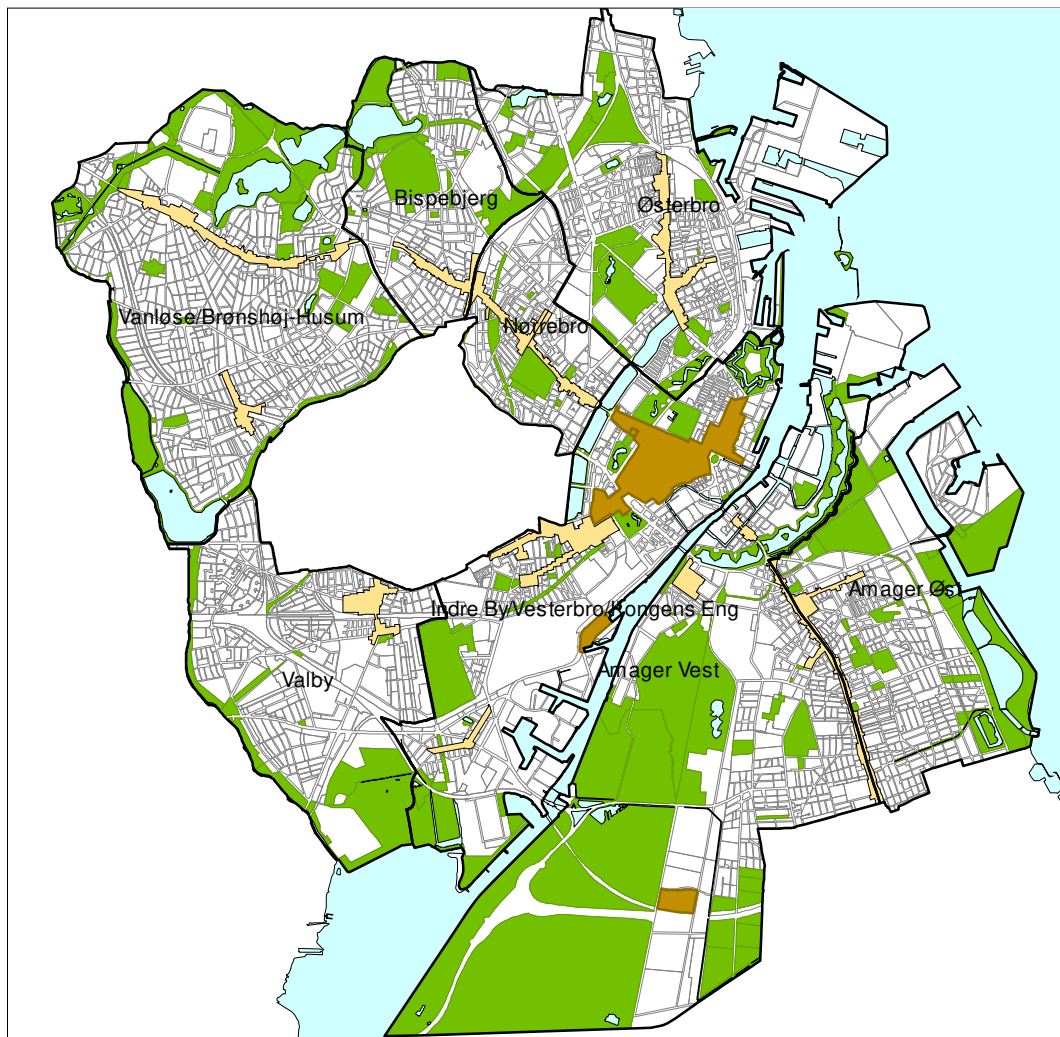 Bispebjerg
Østerbro
Vanløse/Brønshøj-Husum
Nørrebro
Amager Øst
Indre By/Vesterbro/Kongens Eng
Amager Vest
Valby